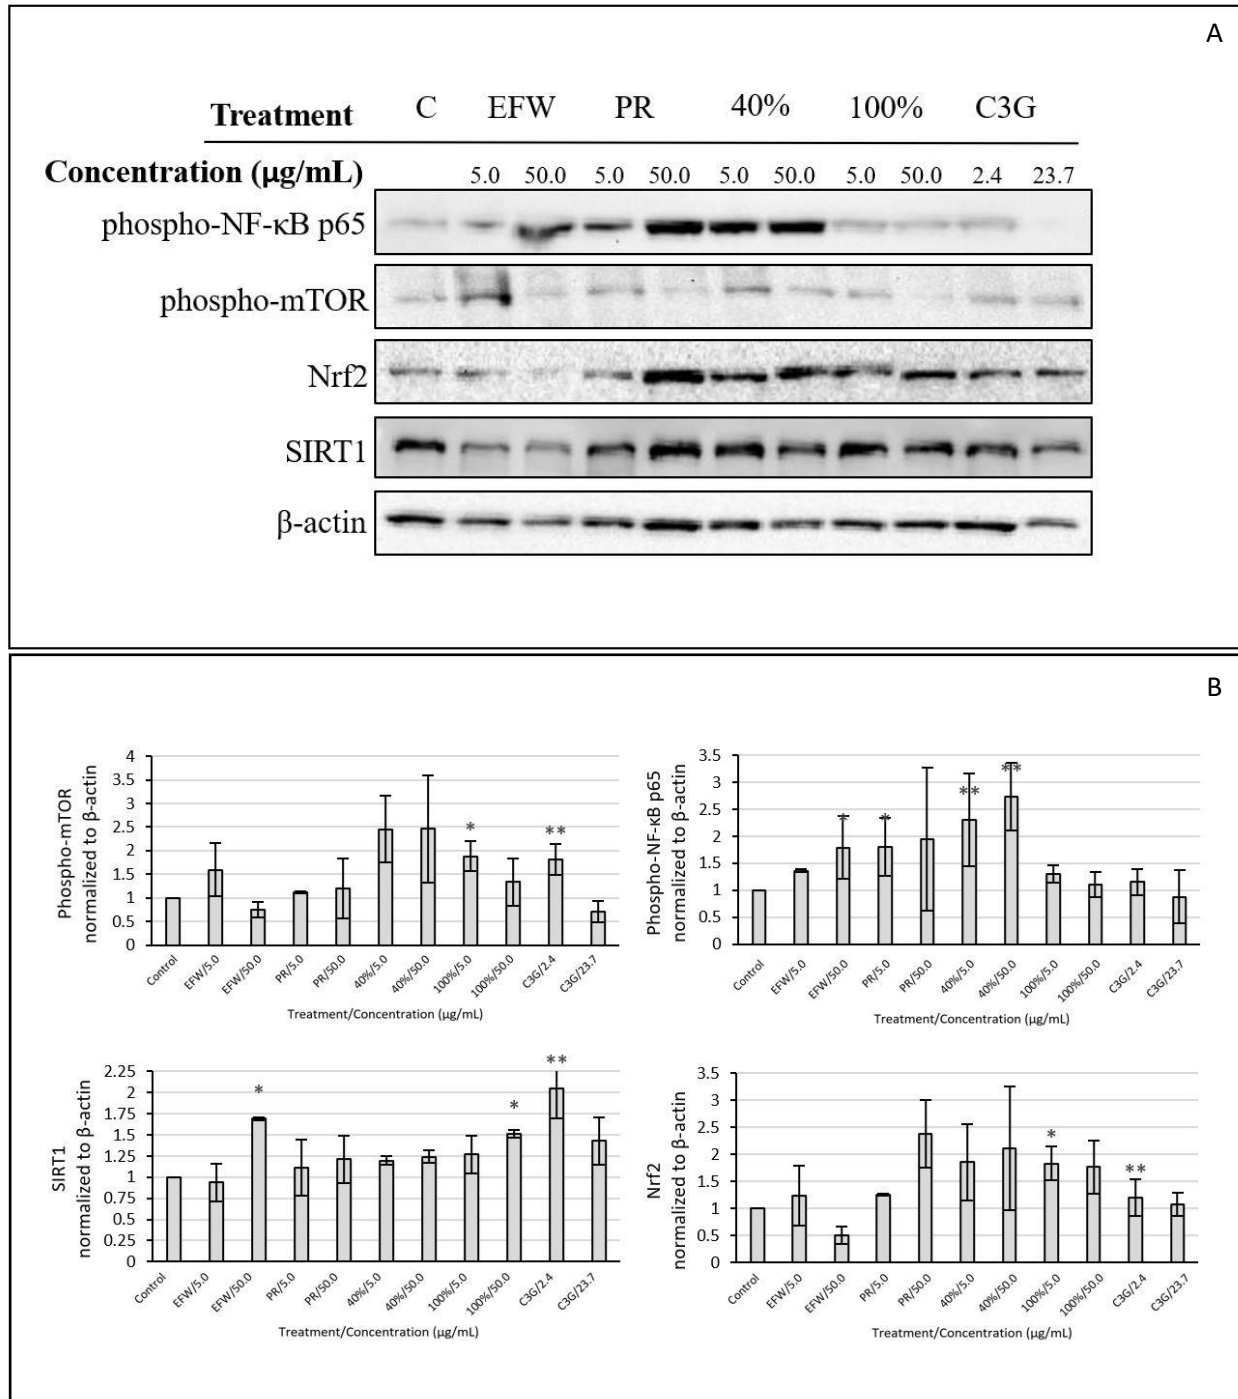 A
Treatment C EFW PR 40% 100% C3G
Concentration (µg/mL) 5.0 50.0 5.0 50.0 5.0 50.0 5.0 50.0 2.4 23.7
phospho-NF-κB p65
phospho-mTOR
Nrf2
SIRT1
β-actin
B
Phospho-mTOR
normalized to β-actin
4
3.5
3
2.5
2
1.5
1
0.5
0
* **
Control EFW/5.0 EFW/50.0 PR/5.0 PR/50.0 40%/5.0 40%/50.0 100%/5.0 100%/50.0 C3G/2.4 C3G/23.7
Treatment/Concentration (µg/mL)
Phospho-NF-κB p65
normalized to β-actin
3.5
3
2.5
2
1.5
1
0.5
0
* * ** **
Control EFW/5.0 EFW/50.0 PR/5.0 PR/50.0 40%/5.0 40%/50.0 100%/5.0 100%/50.0 C3G/2.4 C3G/23.7
Treatment/Concentration (µg/mL)
SIRT1
normalized to β-actin
2.25
2
1.75
1.5
1.25
1
0.75
0.5
0.25
0
* * **
Control EFW/5.0 EFW/50.0 PR/5.0 PR/50.0 40%/5.0 40%/50.0 100%/5.0 100%/50.0 C3G/2.4 C3G/23.7
Treatment/Concentration (µg/mL)
Nrf2
normalized to β-actin
3.5
3
2.5
2
1.5
1
0.5
0
* **
Control EFW/5.0 EFW/50.0 PR/5.0 PR/50.0 40%/5.0 40%/50.0 100%/5.0 100%/50.0 C3G/2.4 C3G/23.7
Treatment/Concentration (µg/mL)